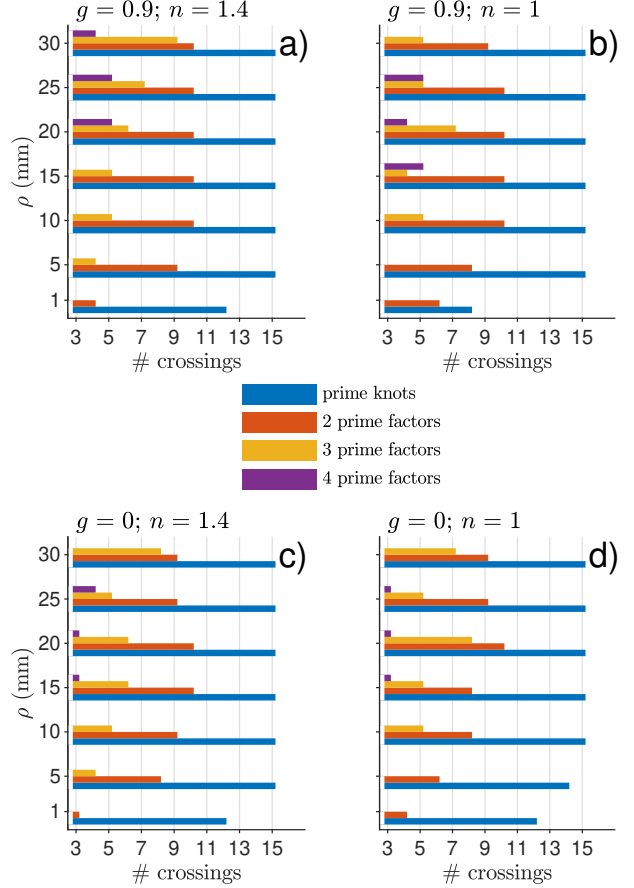 g = 0.9; n = 1.4
g = 0.9; n = 1
a)
b)
30
25
20
15
10
5
1
ρ (mm)
3 5 7 9 11 13 15
3 5 7 9 11 13 15
# crossings
# crossings
prime knots
2 prime factors
3 prime factors
4 prime factors
g = 0; n = 1.4
g = 0; n = 1
c)
d)
30
25
20
15
10
5
1
ρ (mm)
3 5 7 9 11 13 15
3 5 7 9 11 13 15
# crossings
# crossings